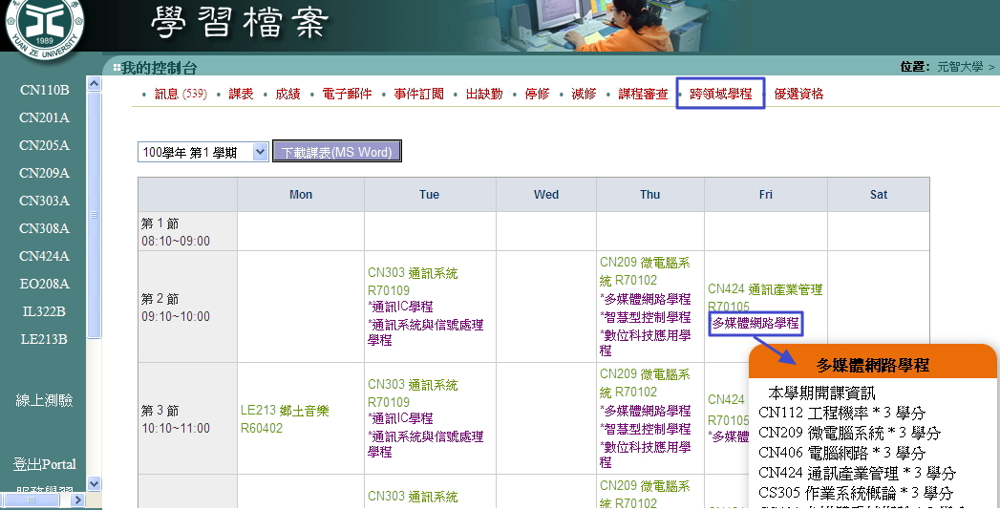 1989
YUAN ZE UNIVERSITY
學習檔案
我的控制台
位置: 元智大學 >
• 訊息 (539) • 課表 • 成績 • 電子郵件 • 事件訂閱 • 出缺勤 • 停修 • 減修 • 課程審查 • 跨領域學程 • 優選資格
CN110B
CN201A
CN205A
CN209A
CN303A
CN308A
CN424A
EO208A
IL322B
LE213B
線上測驗
登出Portal
服務學習
100學年 第1 學期
下載課表(MS Word)
Mon Tue Wed Thu Fri Sat
第 1 節
08:10~09:00
第 2 節
09:10~10:00
CN303 通訊系統
R70109
*通訊IC學程
*通訊系統與信號處理
學程
CN209 微電腦系
統 R70102
*多媒體網路學程
*智慧型控制學程
*數位科技應用學
程
CN424 通訊產業管理
R70105
*多媒體網路學程
第 3 節
10:10~11:00
LE213 鄉土音樂
R60402
CN303 通訊系統
R70109
*通訊IC學程
*通訊系統與信號處理
學程
CN209 微電腦系
統 R70102
*多媒體網路學程
*智慧型控制學程
*數位科技應用學
程
CN424
R70105
*多媒體
CN303 通訊系統
CN209 微電腦系
統 R70102
多媒體網路學程
本學期開課資訊
CN112 工程機率 * 3 學分
CN209 微電腦系統 * 3 學分
CN406 電腦網路 * 3 學分
CN424 通訊產業管理 * 3 學分
CS305 作業系統概論 * 3 學分